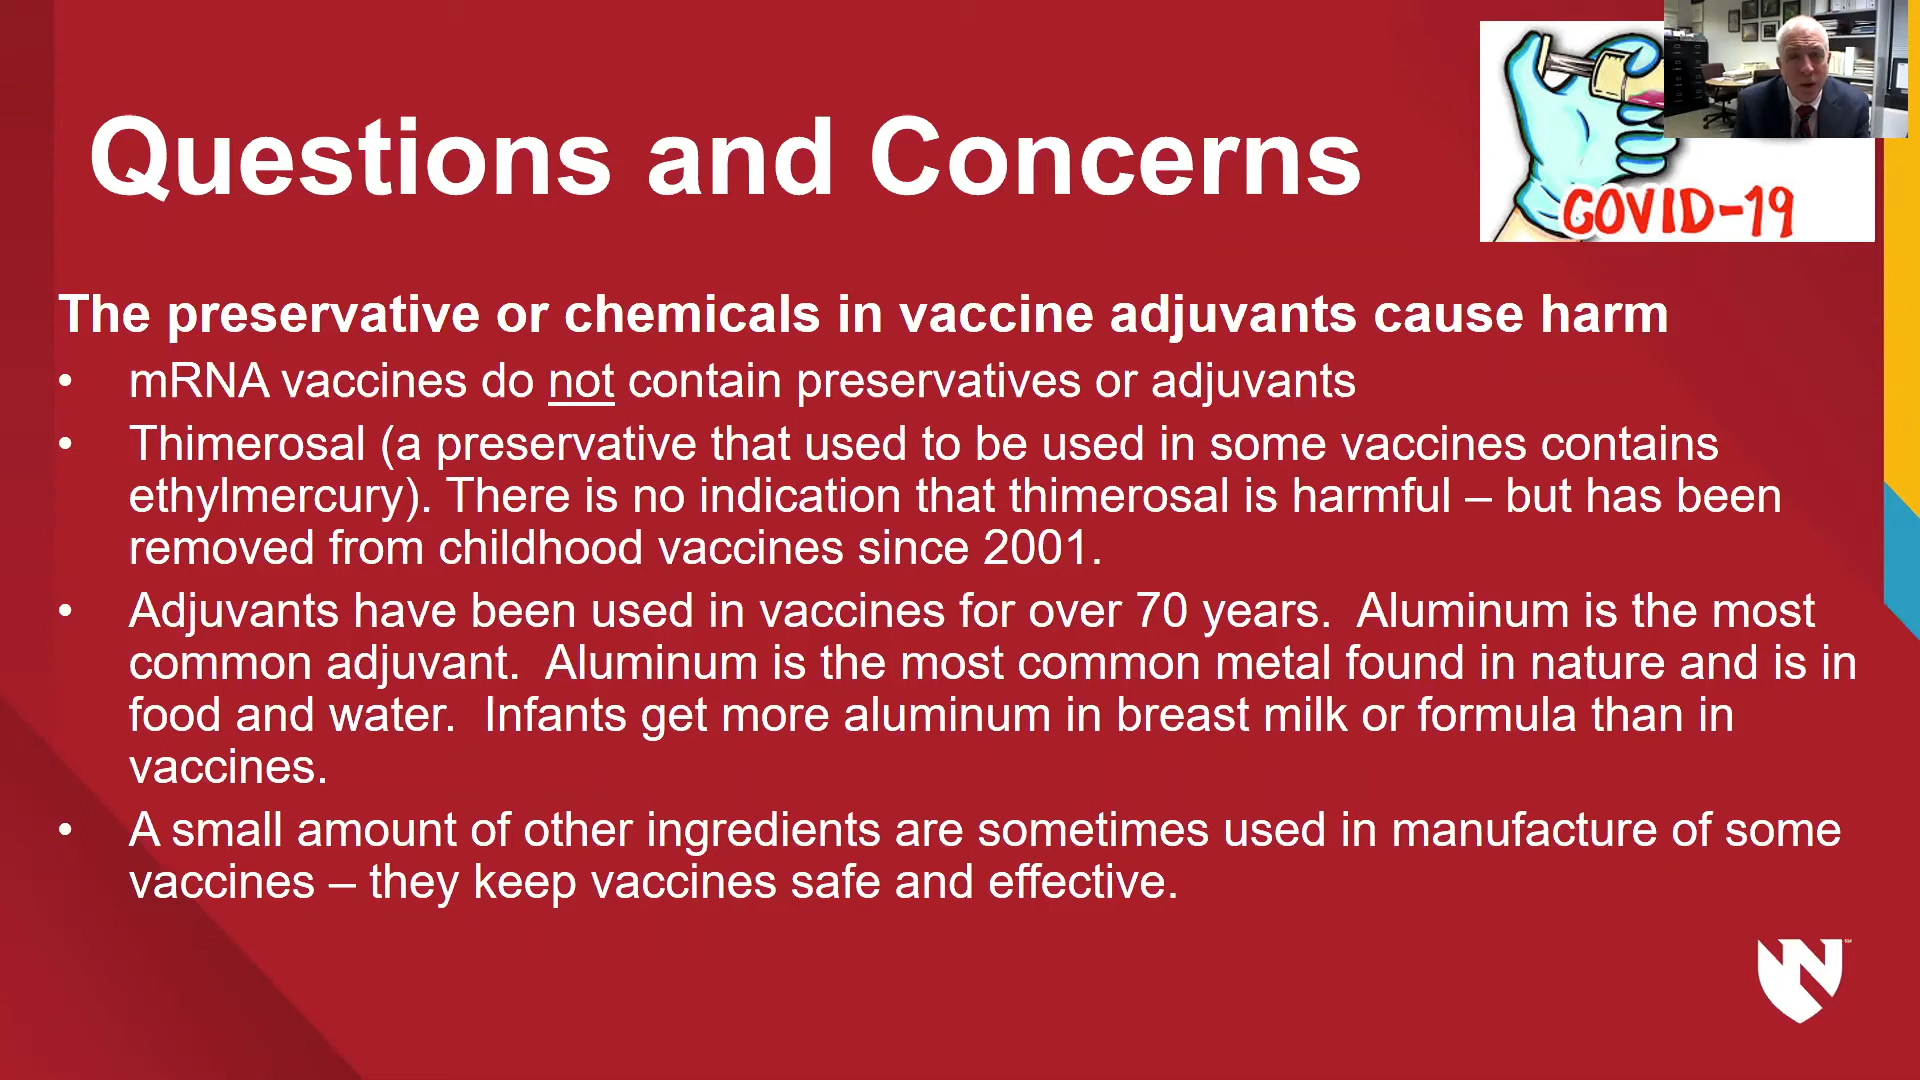 Questions and Concerns
COVID-19
The preservative or chemicals in vaccine adjuvants cause harm
• mRNA vaccines do not contain preservatives or adjuvants
• Thimerosal (a preservative that used to be used in some vaccines contains
ethylmercury). There is no indication that thimerosal is harmful – but has been
removed from childhood vaccines since 2001.
• Adjuvants have been used in vaccines for over 70 years.  Aluminum is the most
common adjuvant.  Aluminum is the most common metal found in nature and is in
food and water.  Infants get more aluminum in breast milk or formula than in
vaccines.
• A small amount of other ingredients are sometimes used in manufacture of some
vaccines – they keep vaccines safe and effective.
N
SM